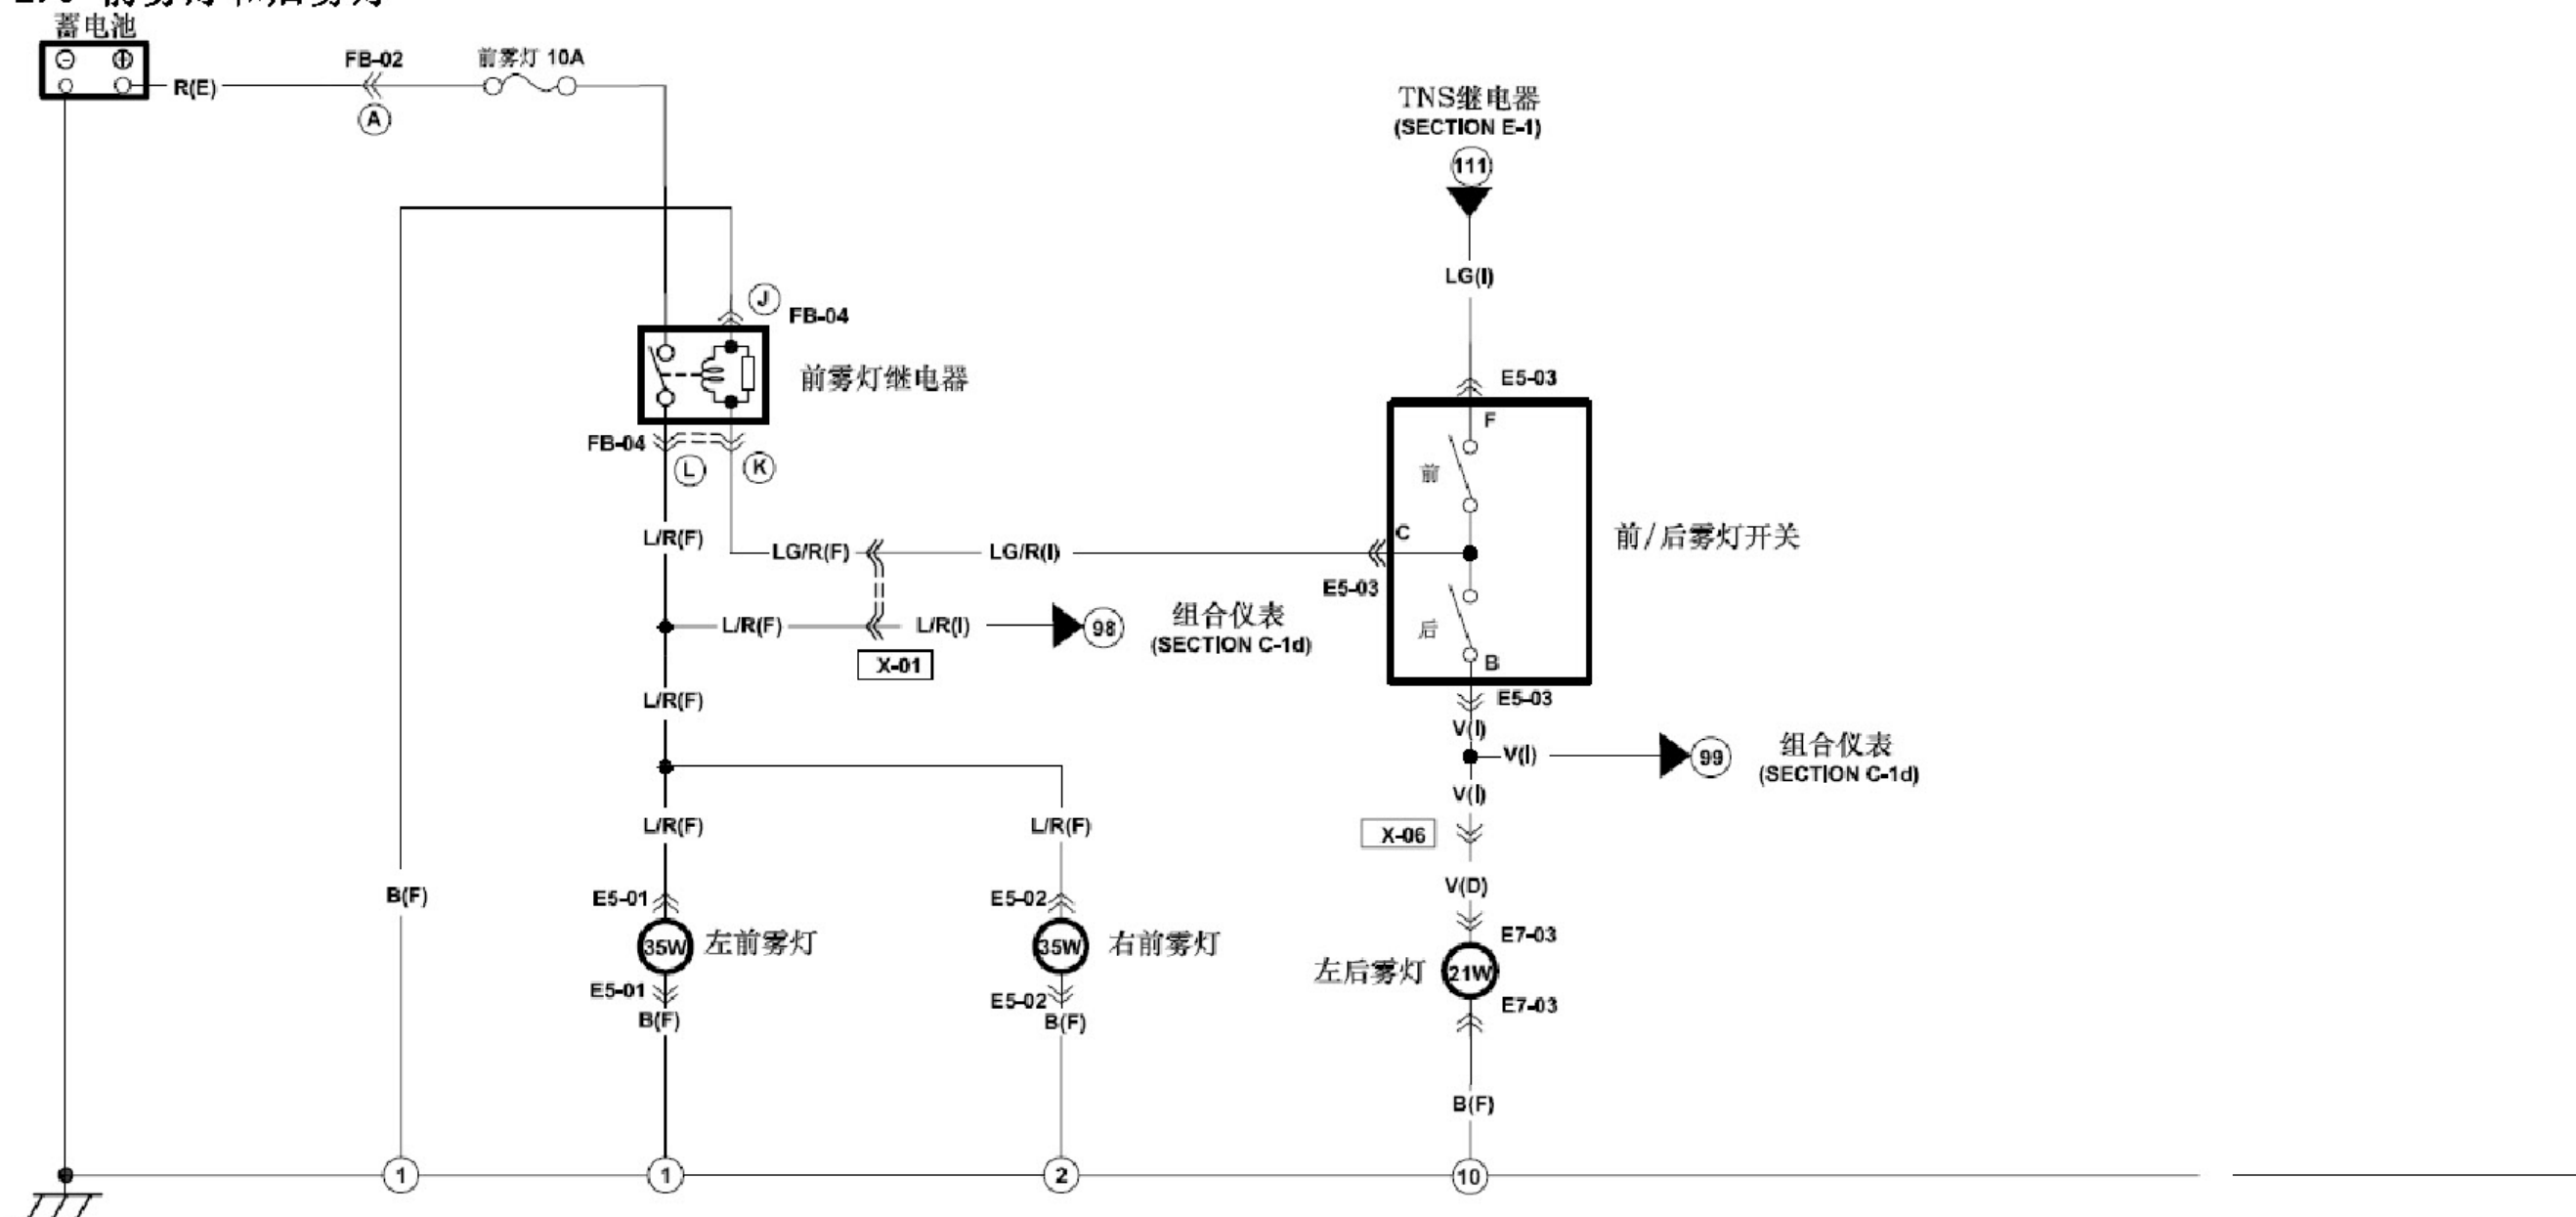 蓄电池
FB-02
前雾灯 10A
R(E)
A
TNS继电器
(SECTION E-1)
111
LG(I)
J
FB-04
前雾灯继电器
FB-04
L
K
E5-03
F
前
C
前/后雾灯开关
L/R(F)
LG/R(F)
LG/R(I)
E5-03
后
B
L/R(F)
L/R(I)
98
组合仪表
(SECTION C-1d)
X-01
E5-03
V(I)
V(I)
99
组合仪表
(SECTION C-1d)
L/R(F)
V(I)
L/R(F)
L/R(F)
X-06
B(F)
V(D)
E5-01
35W
左前雾灯
E5-01
B(F)
E5-02
35W
右前雾灯
E5-02
B(F)
E7-03
左后雾灯
21W
E7-03
B(F)
1
1
2
10